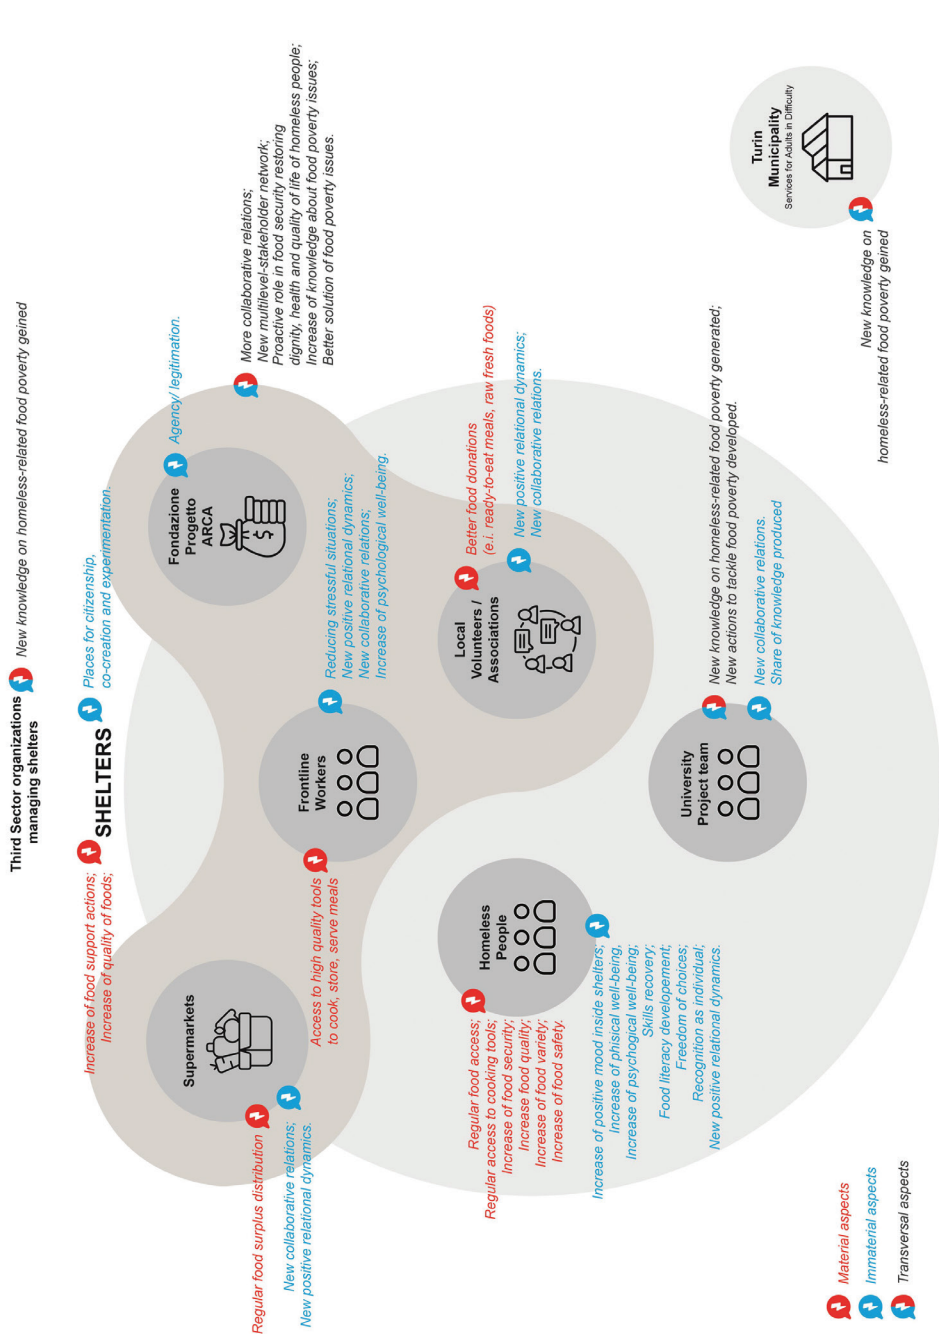 Third Sector organizations
managing shelters
New knowledge on homeless-related food poverty geined
Increase of food support actions;
Increase of quality of foods;
SHELTERS
Places for citizenship,
co-creation and experimentation.
Supermarkets
Regular food surplus distribution
New collaborative relations;
New positive relational dynamics.
Fondazione
Progetto
ARCA
$
Agency/ legitimation.
More collaborative relations;
New multilevel-stakeholder network;
Proactive role in food security restoring
dignity, health and quality of life of homeless people;
Increase of knowledge about food poverty issues;
Better solution of food poverty issues.
Frontline
Workers
Access to high quality tools
to cook, store, serve meals
Reducing stressful situations;
New positive relational dynamics;
New collaborative relations;
Increase of psychological well-being.
Local
Volunteers /
Associations
Better food donations
(e.i. ready-to-eat meals, raw fresh foods)
New positive relational dynamics;
New collaborative relations.
Homeless
People
Regular food access;
Regular access to cooking tools;
Increase of food security;
Increase food quality;
Increase of food variety;
Increase of food safety.
Increase of positive mood inside shelters;
Increase of phisical well-being,
Increase of psychogical well-being;
Skills recovery;
Food literacy developement;
Freedom of choices;
Recognition as individual;
New positive relational dynamics.
University
Project team
New knowledge on homeless-related food poverty generated;
New actions to tackle food poverty developed.
New collaborative relations.
Share of knowledge produced
Turin
Municipality
Services for Adults in Difficulty
New knowledge on
homeless-related food poverty geined
Material aspects
Immaterial aspects
Transversal aspects